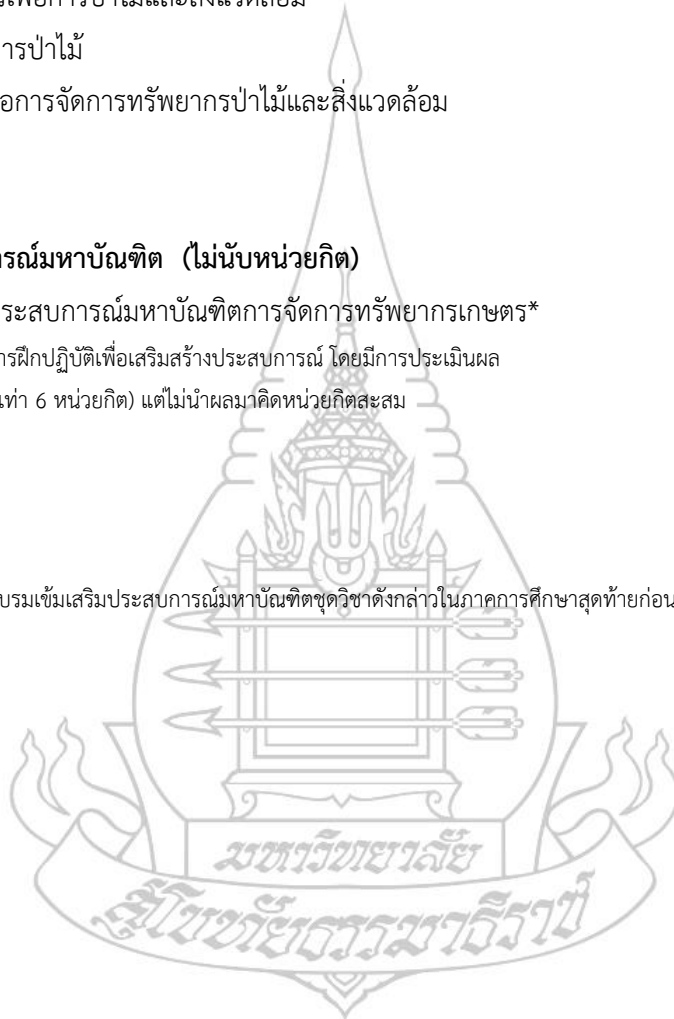 ารป่าไม้
อการจัดการทรัพยากรป่าไม้และสิ่งแวดล้อม
ารณ์มหาบัณฑิต (ไม่นับหน่วยกิต)
ระสบการณ์มหาบัณฑิตการจัดการทรัพยากรเกษตร*
ารฝึกปฏิบัติเพื่อเสริมสร้างประสบการณ์ โดยมีการประเมินผล
เท่า 6 หน่วยกิต) แต่ไม่นำผลมาคิดหน่วยกิตสะสม
บรมเข้มเสริมประสบการณ์มหาบัณฑิตชุดวิชาดังกล่าวในภาคการศึกษาสุดท้ายก่อน
มหาวิทยาลัย
สุโขทัยธรรมาธิราช